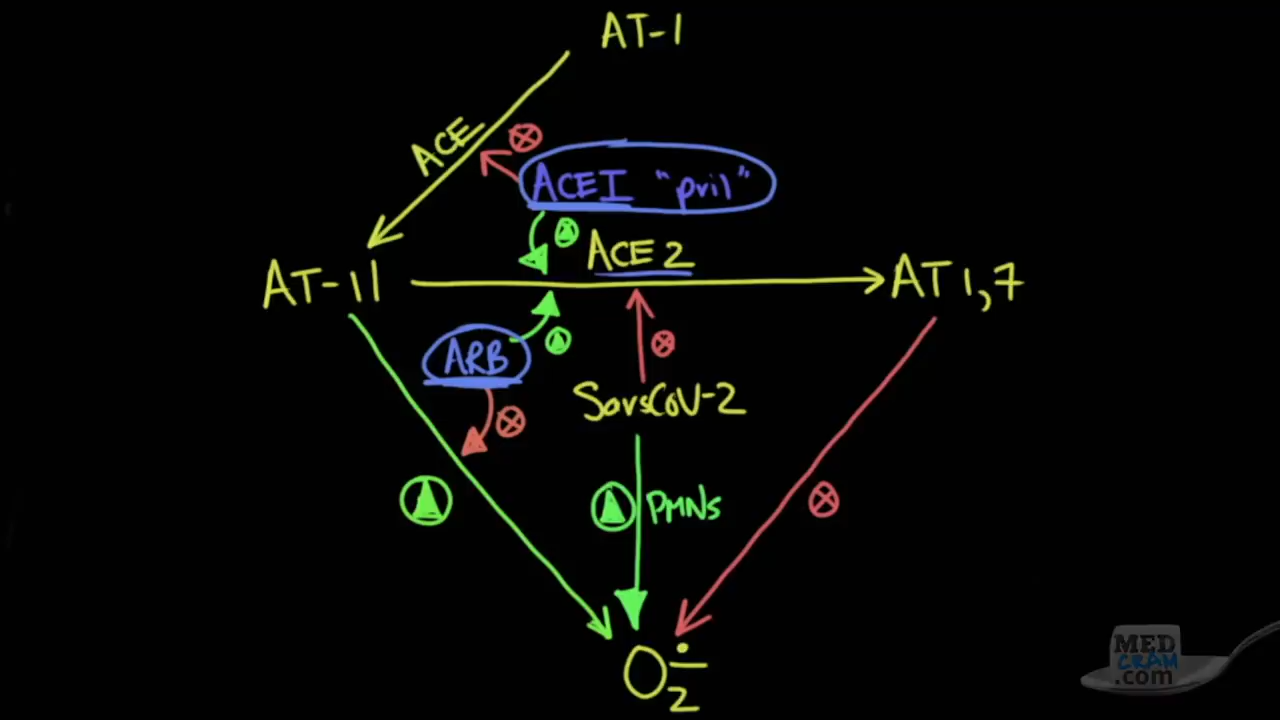 AT-1
ACE
ACEI "pril"
ACE 2
AT-11
AT 1,7
ARB
SarsCoV-2
PMNs
O₂∸
MED
CRAM
.com